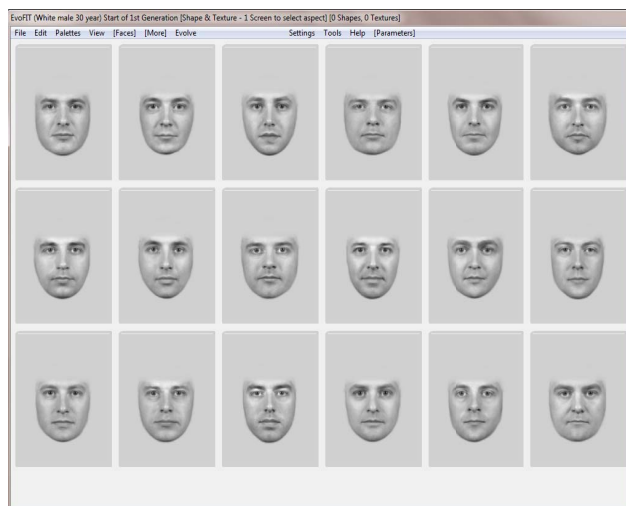 EvoFIT (White male 30 year) Start of 1st Generation [Shape & Texture - 1 Screen to select aspect] [0 Shapes, 0 Textures]
File Edit Palettes View [Faces] [More] Evolve Settings Tools Help [Parameters]